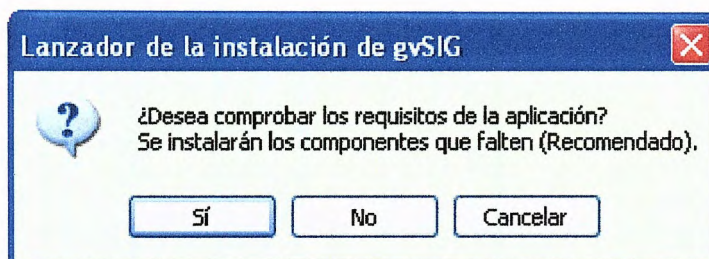 Lanzador de la instalación de gvSIG
¿Desea comprobar los requisitos de la aplicación?
Se instalarán los componentes que falten (Recomendado).
Sí
No
Cancelar